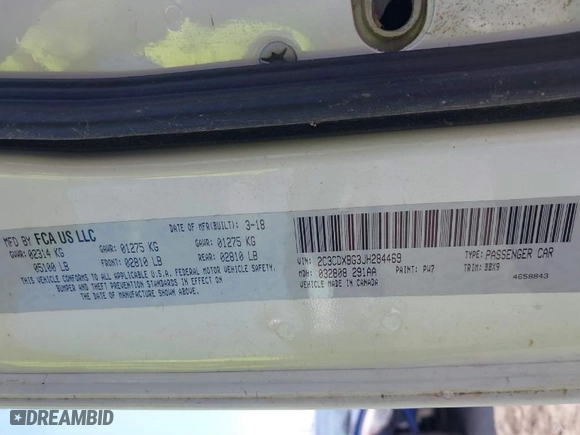 MFD BY FCA US LLC
DATE OF MFR(BUILT): 3-18
GVWR: 02314 KG
GAWR: 01275 KG
GAWR: 01275 KG
05100 LB
FRONT: 02810 LB
REAR: 02810 LB
THIS VEHICLE CONFORMS TO ALL APPLICABLE U.S.A. FEDERAL MOTOR VEHICLE SAFETY,
BUMPER AND THEFT PREVENTION STANDARDS IN EFFECT ON
THE DATE OF MANUFACTURE SHOWN ABOVE.
VIN: 2C3CDXBG3JH284469
TYPE: PASSENGER CAR
MDH: 032808 291AA
PAINT: PW7
TRIM: BBX9
VEHICLE MADE IN CANADA
4658843
DREAMBID